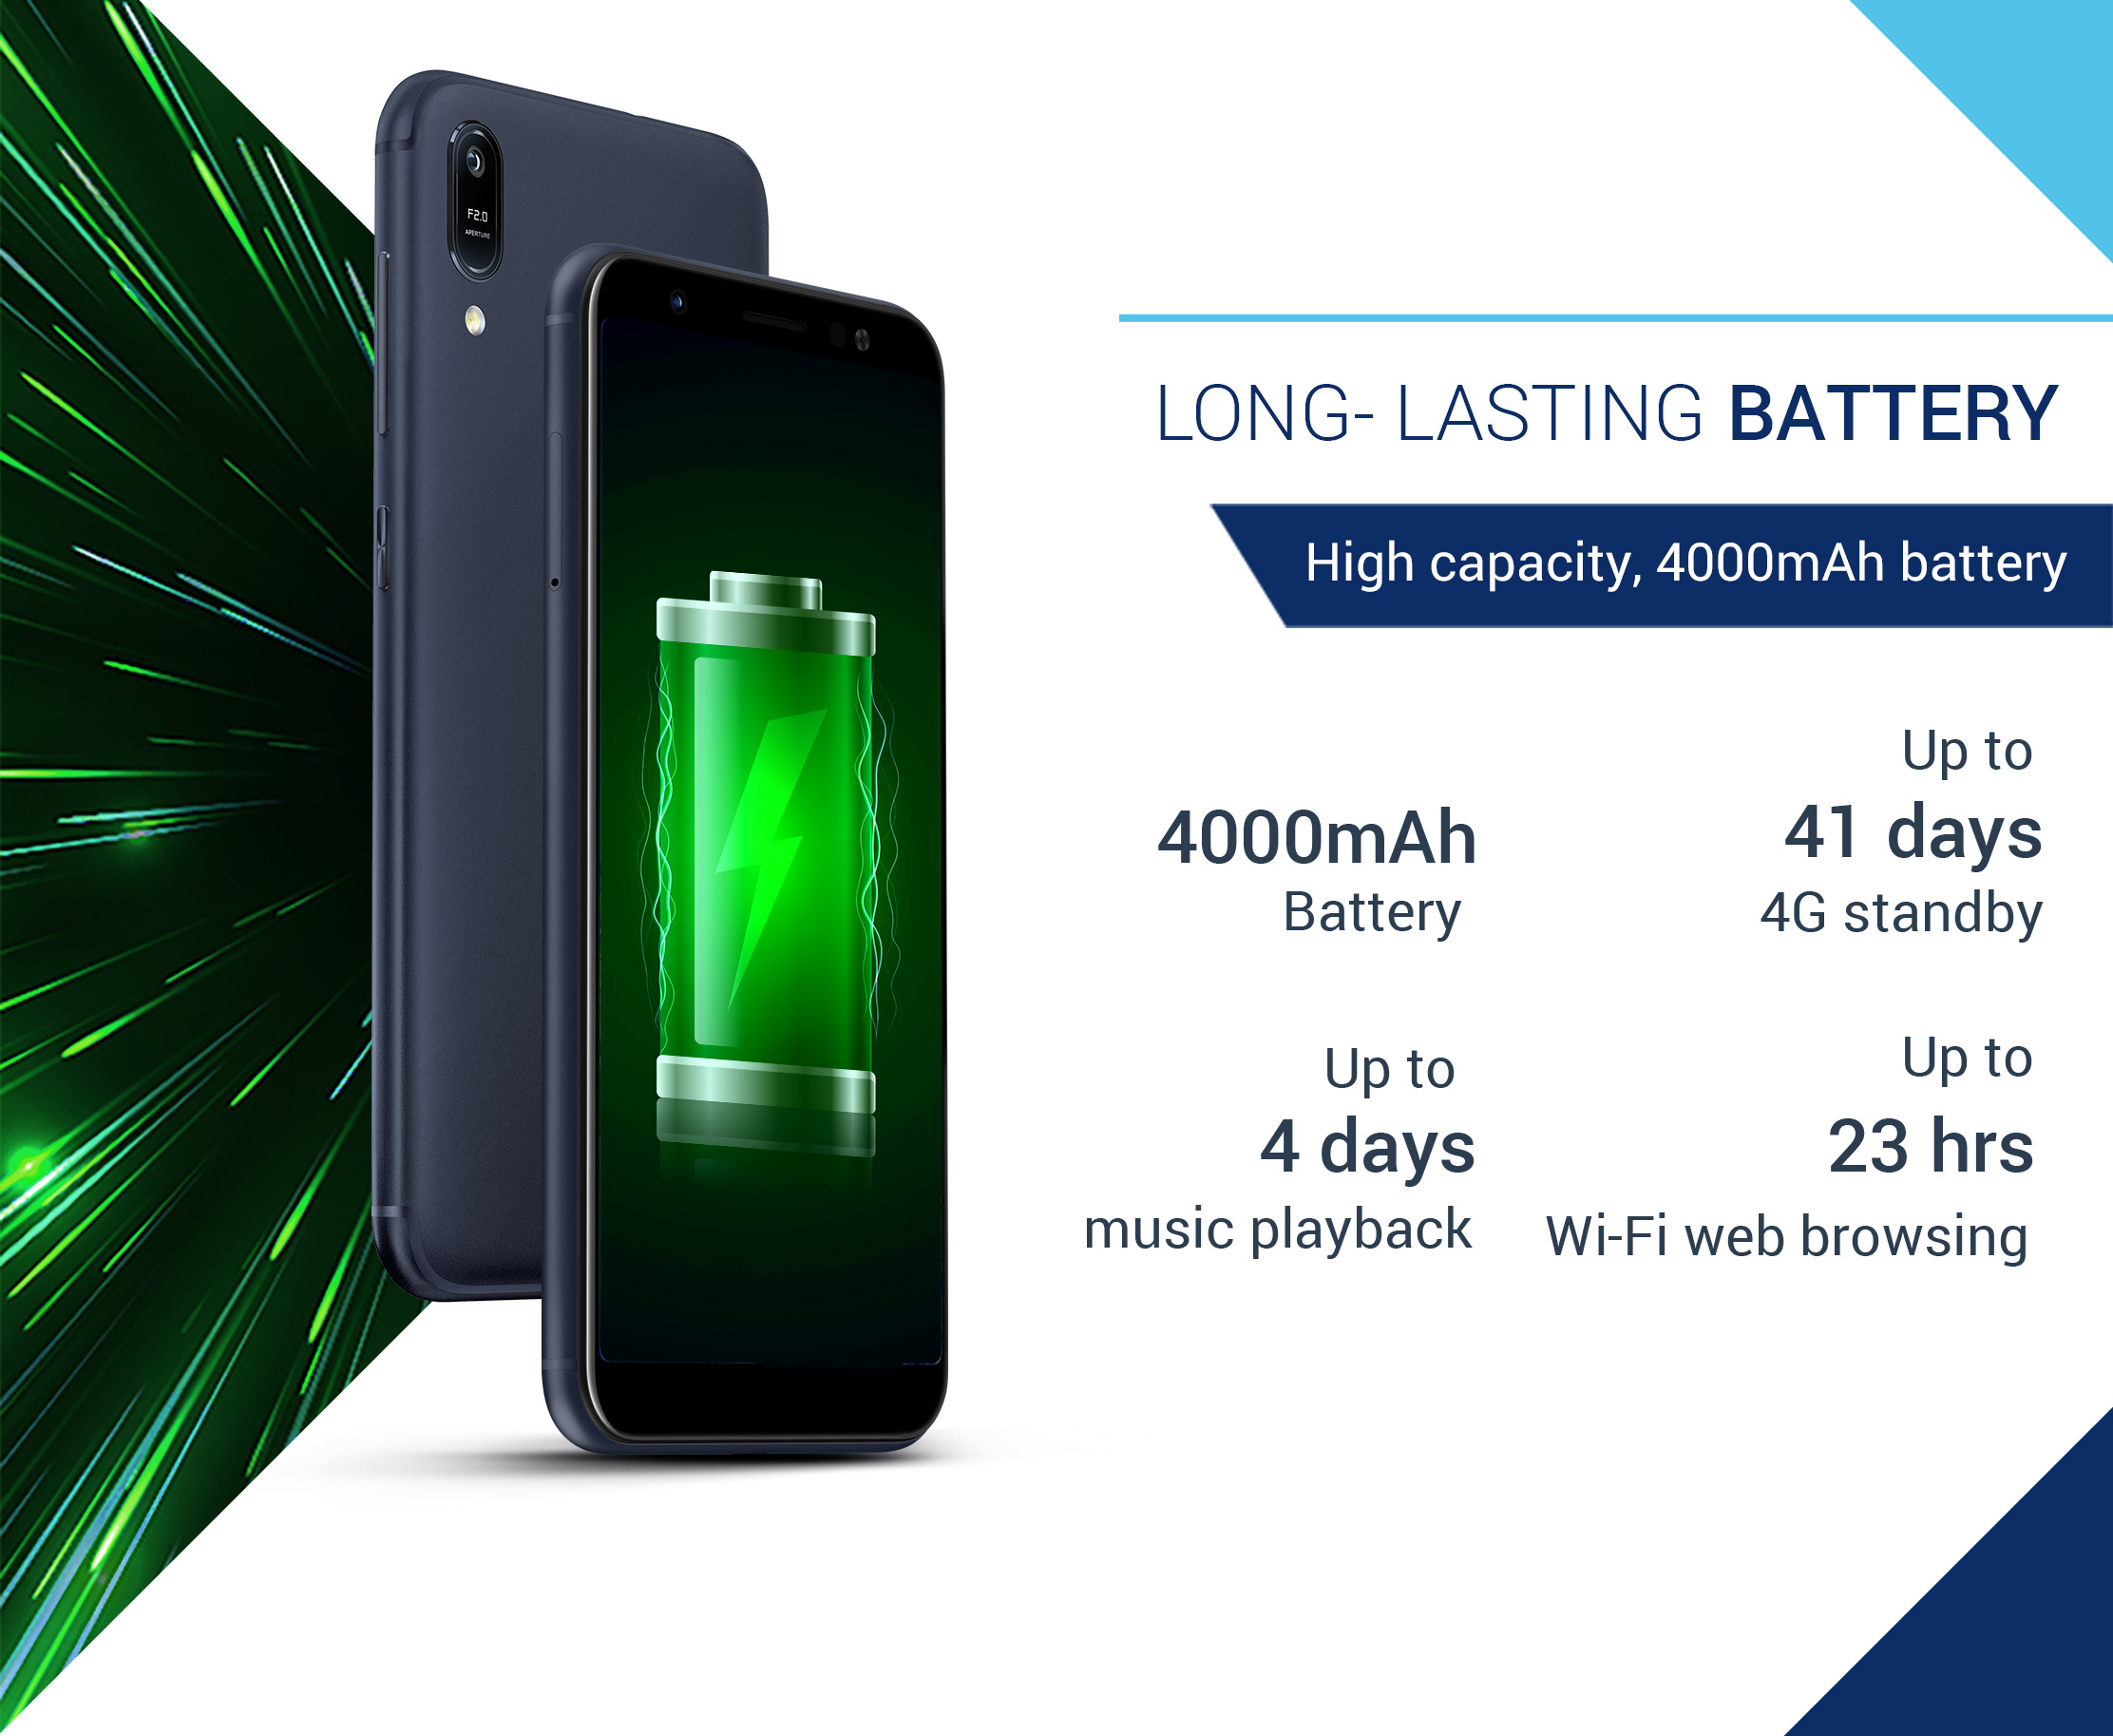 F2.0
APERTURE
LONG- LASTING BATTERY
High capacity, 4000mAh battery
4000mAh
Battery
Up to
41 days
4G standby
Up to
4 days
music playback
Up to
23 hrs
Wi-Fi web browsing